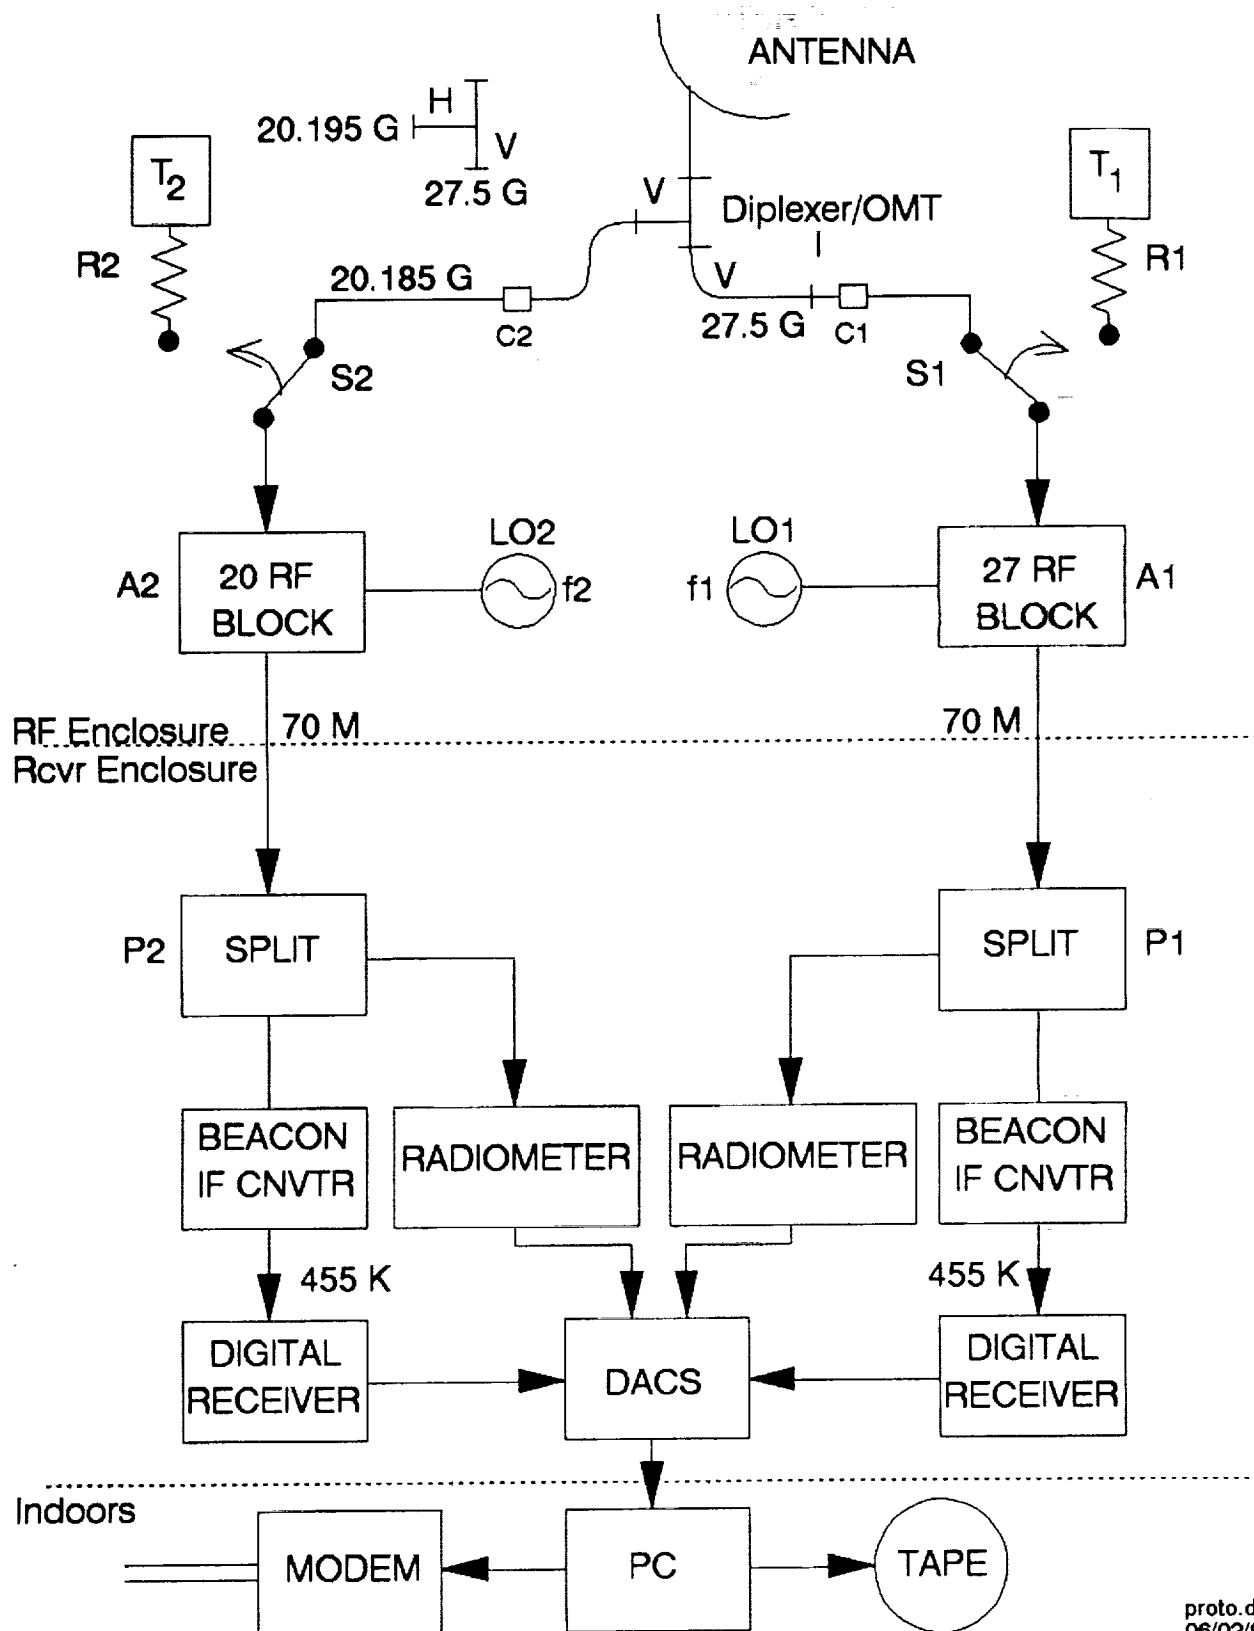 ANTENNA
H
20.195 G
V
27.5 G
T2
T1
V
Diplexer/OMT
R2
R1
20.185 G
V
27.5 G
C2
C1
S2
S1
LO2
LO1
A2
20 RF
BLOCK
f2
f1
27 RF
BLOCK
A1
RF Enclosure
70 M
70 M
Rcvr Enclosure
P2
SPLIT
SPLIT
P1
BEACON
IF CNVTR
RADIOMETER
RADIOMETER
BEACON
IF CNVTR
455 K
455 K
DIGITAL
RECEIVER
DACS
DIGITAL
RECEIVER
Indoors
MODEM
PC
TAPE
proto.d